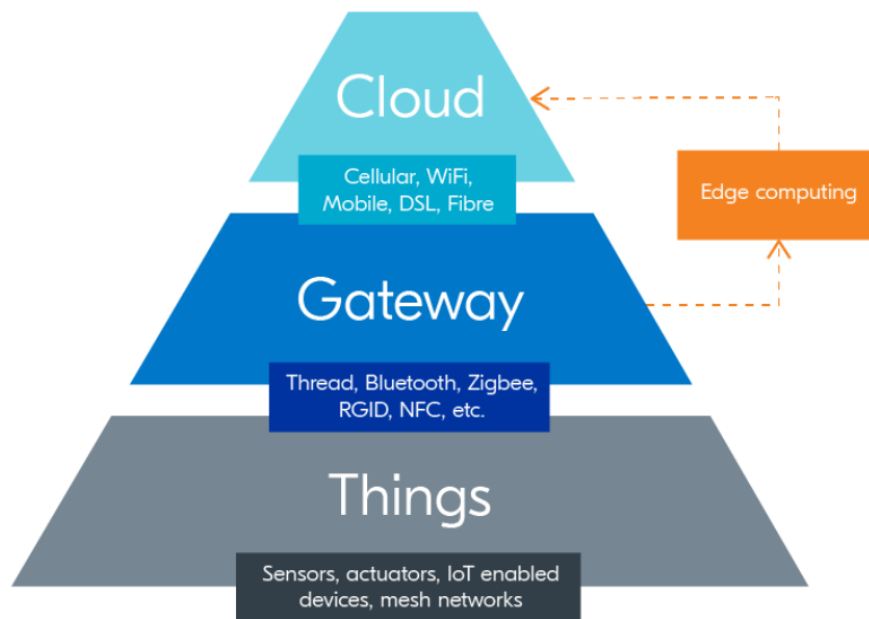 Cloud
Cellular, WiFi,
Mobile, DSL, Fibre
Edge computing
Gateway
Thread, Bluetooth, Zigbee,
RGID, NFC, etc.
Things
Sensors, actuators, IoT enabled
devices, mesh networks